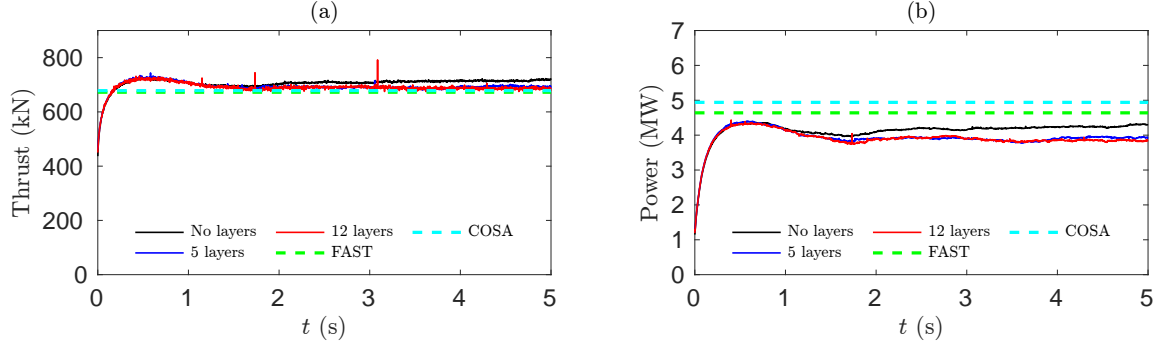 (a)
800
600
400
200
0
Thrust (kN)
No layers 12 layers COSA
5 layers FAST
0 1 2 3 4 5
t (s)
(b)
7
6
5
4
3
2
1
0
Power (MW)
No layers 12 layers COSA
5 layers FAST
0 1 2 3 4 5
t (s)